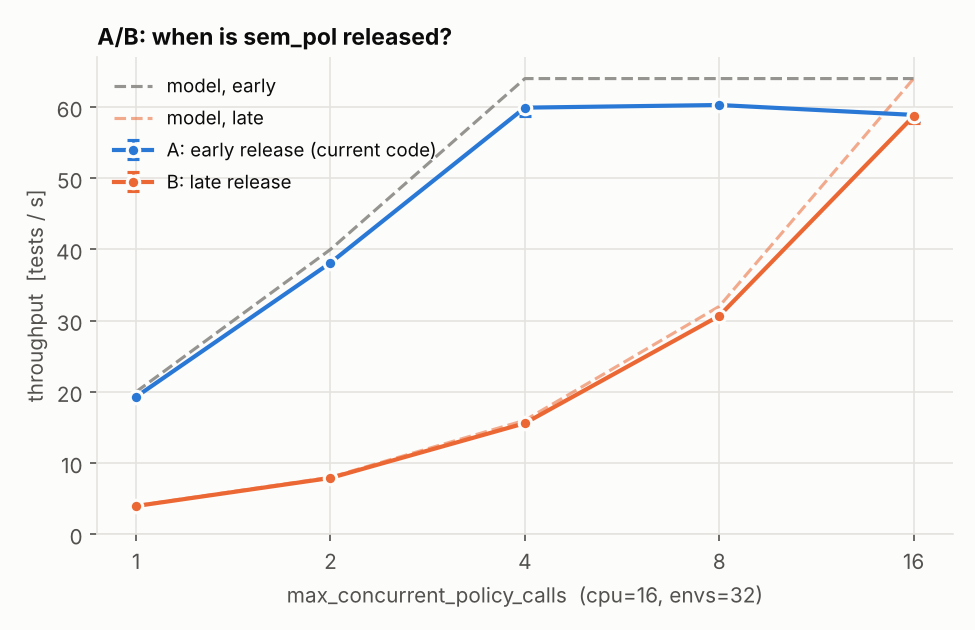 A/B: when is sem_pol released?
model, early
model, late
A: early release (current code)
B: late release
throughput [tests / s]
60
50
40
30
20
10
0
1 2 4 8 16
max_concurrent_policy_calls (cpu=16, envs=32)